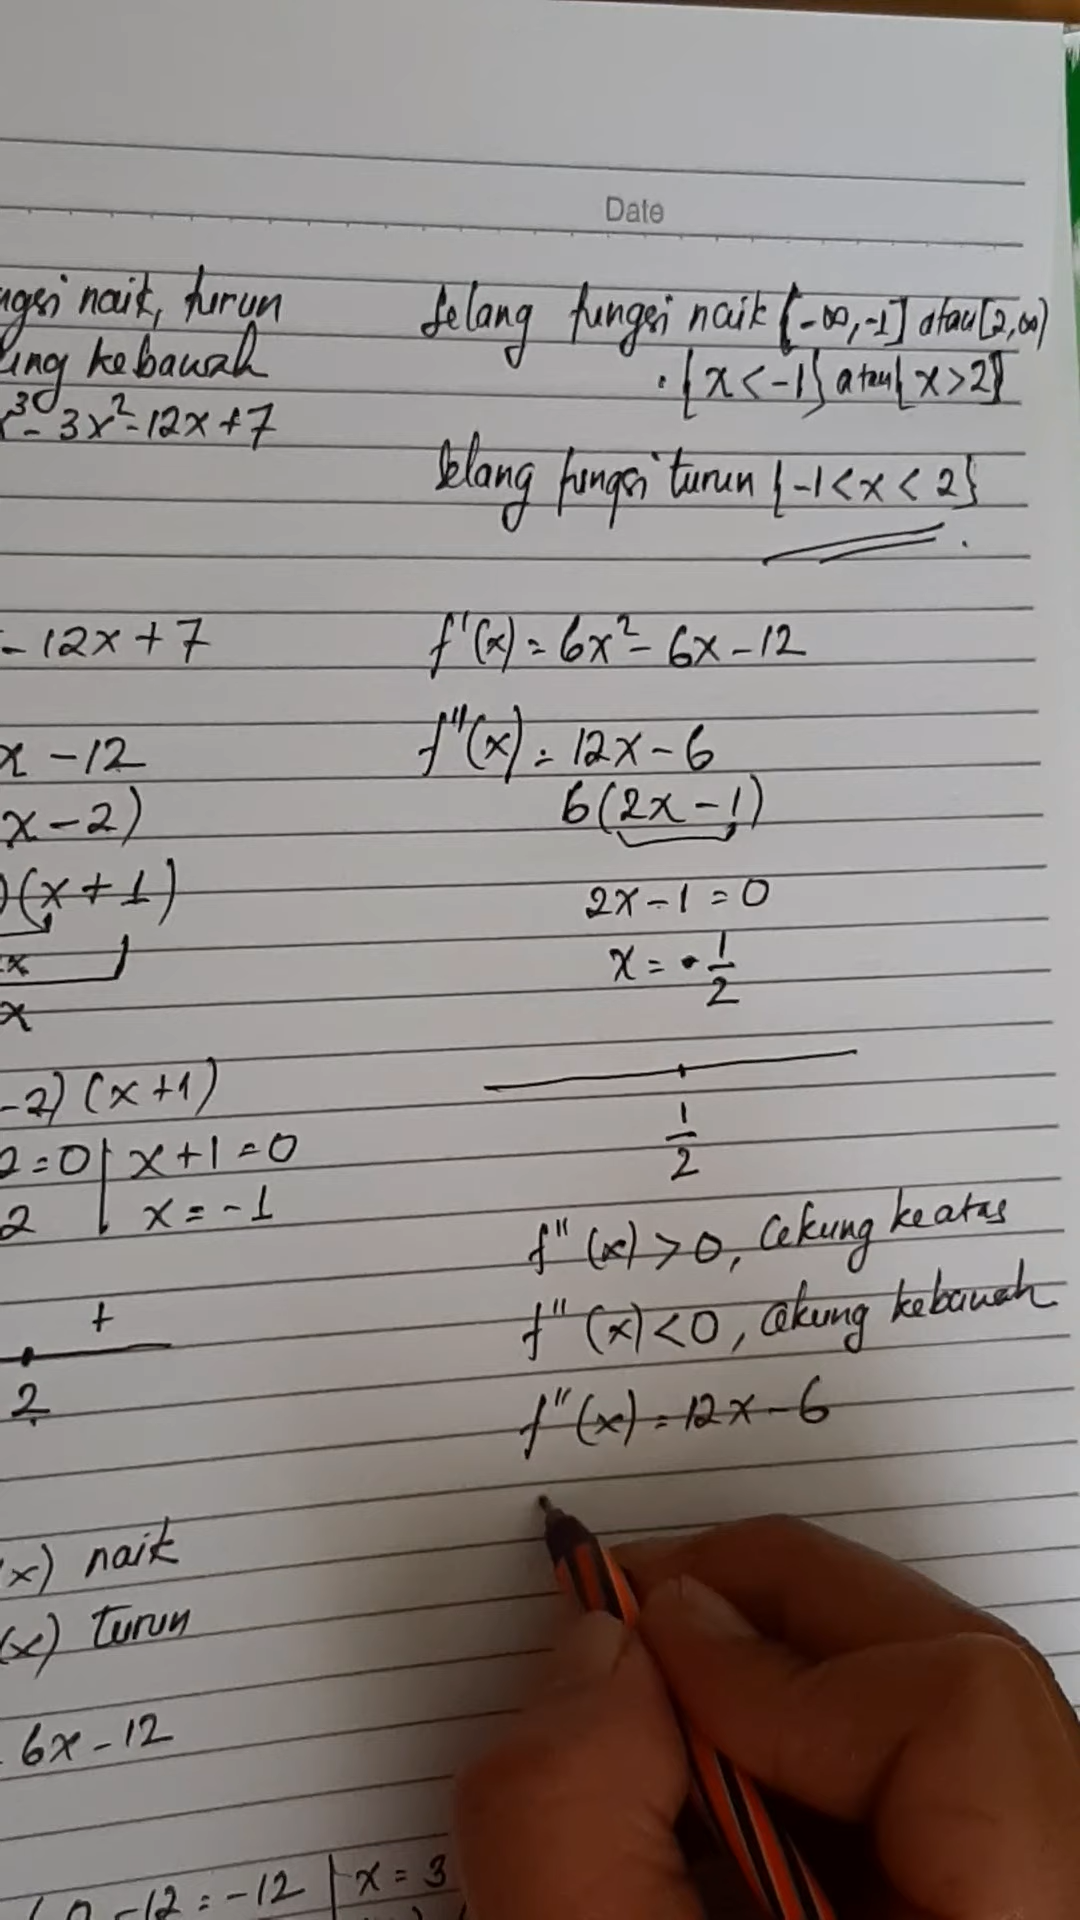 Date
ngsi naik, turun
ung kebawah
x³ - 3x² - 12x + 7
- 12x + 7
x - 12
x - 2)
)(x + 1)
x
x
-2) (x + 1)
2 = 0 | x + 1 = 0
2 | x = -1
+
2
x) naik
(x) turun
6x - 12
0 - 12 = -12 | x = 3
Selang fungsi naik [-∞, -1] atau [2, ∞)
• {x < -1} atau {x > 2}
Selang fungsi turun {-1 < x < 2}
f'(x) = 6x² - 6x - 12
f''(x) = 12x - 6
6(2x - 1)
2x - 1 = 0
x = 1/2
1/2
f''(x) > 0, Cekung keatas
f''(x) < 0, Cekung kebawah
f''(x) = 12x - 6